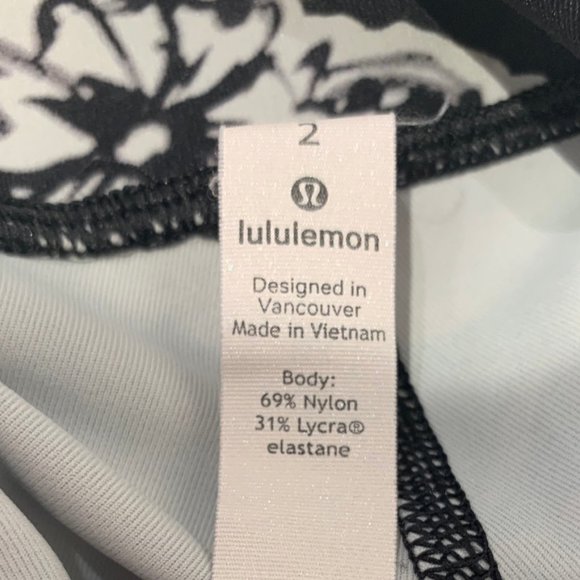 2
lululemon
Designed in
Vancouver
Made in Vietnam
Body:
69% Nylon
31% Lycra®
elastane